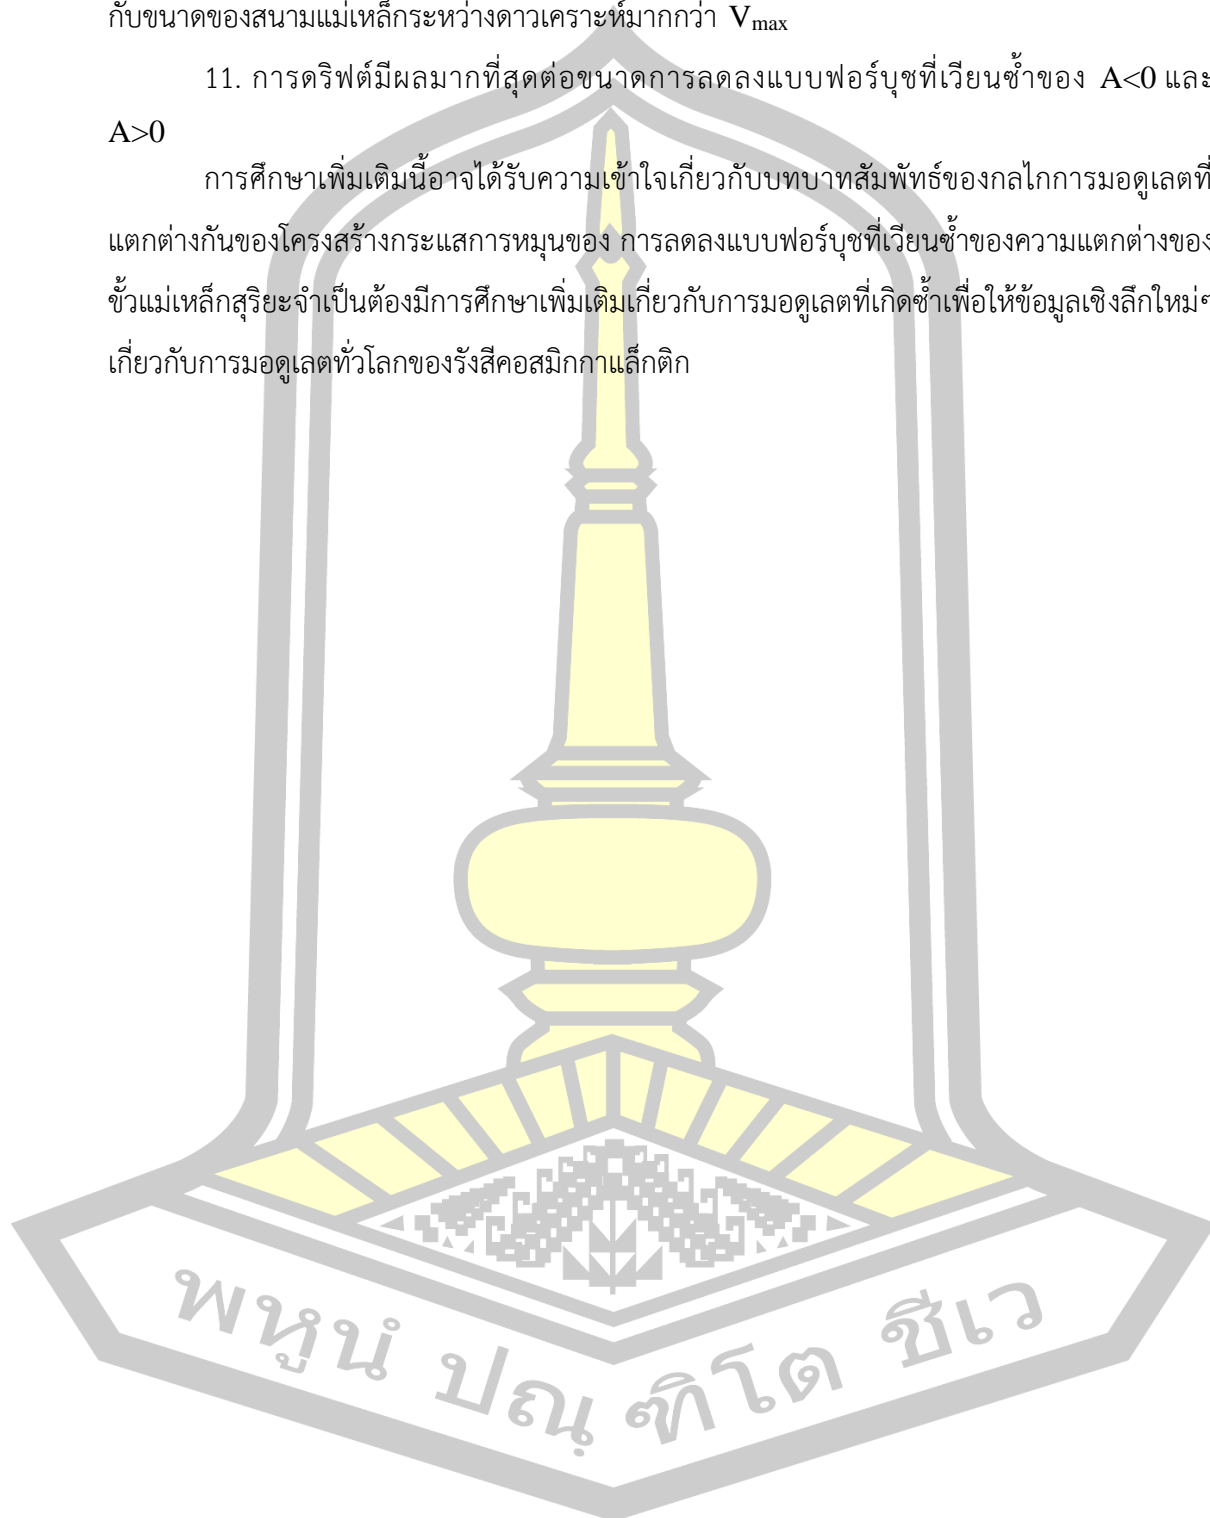 กับขนาดของสนามแม่เหล็กระหว่างดาวเคราะห์มากกว่า Vmax
11. การดริฟต์มีผลมากที่สุดต่อขนาดการลดลงแบบฟอร์บุชที่เวียนซ้ำของ A<0 และ
A>0
การศึกษาเพิ่มเติมนี้อาจได้รับความเข้าใจเกี่ยวกับบทบาทสัมพัทธ์ของกลไกการมอดูเลตที่
แตกต่างกันของโครงสร้างกระแสการหมุนของ การลดลงแบบฟอร์บุชที่เวียนซ้ำของความแตกต่างของ
ขั้วแม่เหล็กสุริยะจำเป็นต้องมีการศึกษาเพิ่มเติมเกี่ยวกับการมอดูเลตที่เกิดซ้ำเพื่อให้ข้อมูลเชิงลึกใหม่ๆ
เกี่ยวกับการมอดูเลตทั่วโลกของรังสีคอสมิกกาแล็กติก
พหูนํ ปณฺฑิโต ชีเว